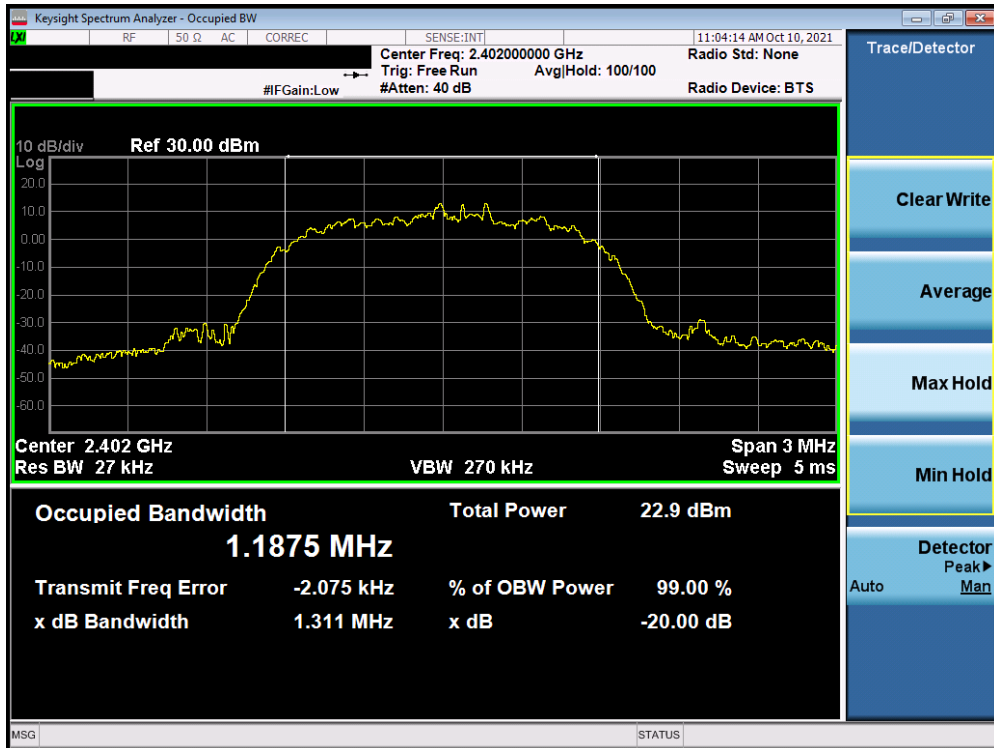 Keysight Spectrum Analyzer - Occupied BW
LXI RF 50 Ω AC CORREC SENSE:INT 11:04:14 AM Oct 10, 2021
Center Freq: 2.402000000 GHz Radio Std: None
Trig: Free Run Avg|Hold: 100/100
#IFGain:Low #Atten: 40 dB Radio Device: BTS
10 dB/div Ref 30.00 dBm
Log
20.0
10.0
0.00
-10.0
-20.0
-30.0
-40.0
-50.0
-60.0
Center 2.402 GHz Span 3 MHz
Res BW 27 kHz VBW 270 kHz Sweep 5 ms
Occupied Bandwidth Total Power 22.9 dBm
1.1875 MHz
Transmit Freq Error -2.075 kHz % of OBW Power 99.00 %
x dB Bandwidth 1.311 MHz x dB -20.00 dB
MSG STATUS
Trace/Detector
Clear Write
Average
Max Hold
Min Hold
Detector
Peak▶
Auto Man